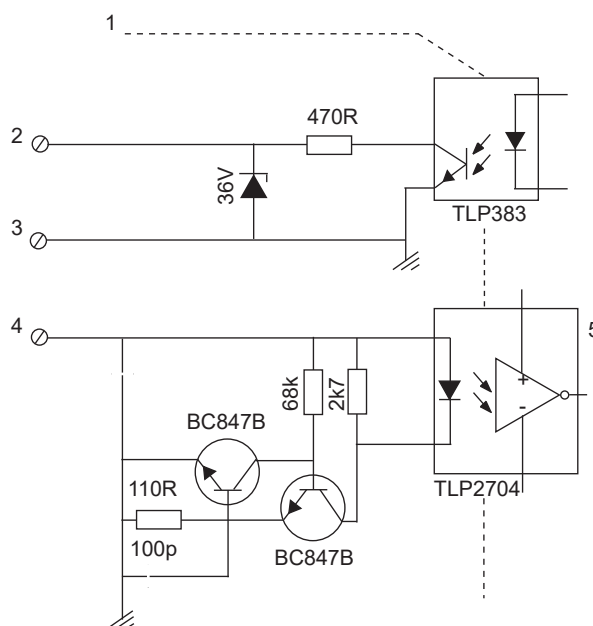 1
470R
2
36V
3
TLP383
4
5
68k
2k7
BC847B
110R
100p
BC847B
TLP2704
+
-